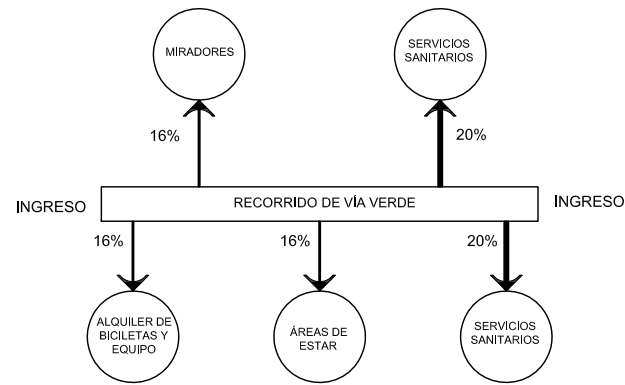 MIRADORES
SERVICIOS
SANITARIOS
16%
20%
INGRESO
RECORRIDO DE VÍA VERDE
INGRESO
16%
16%
20%
ALQUILER DE
BICILETAS Y
EQUIPO
ÁREAS DE
ESTAR
SERVICIOS
SANITARIOS